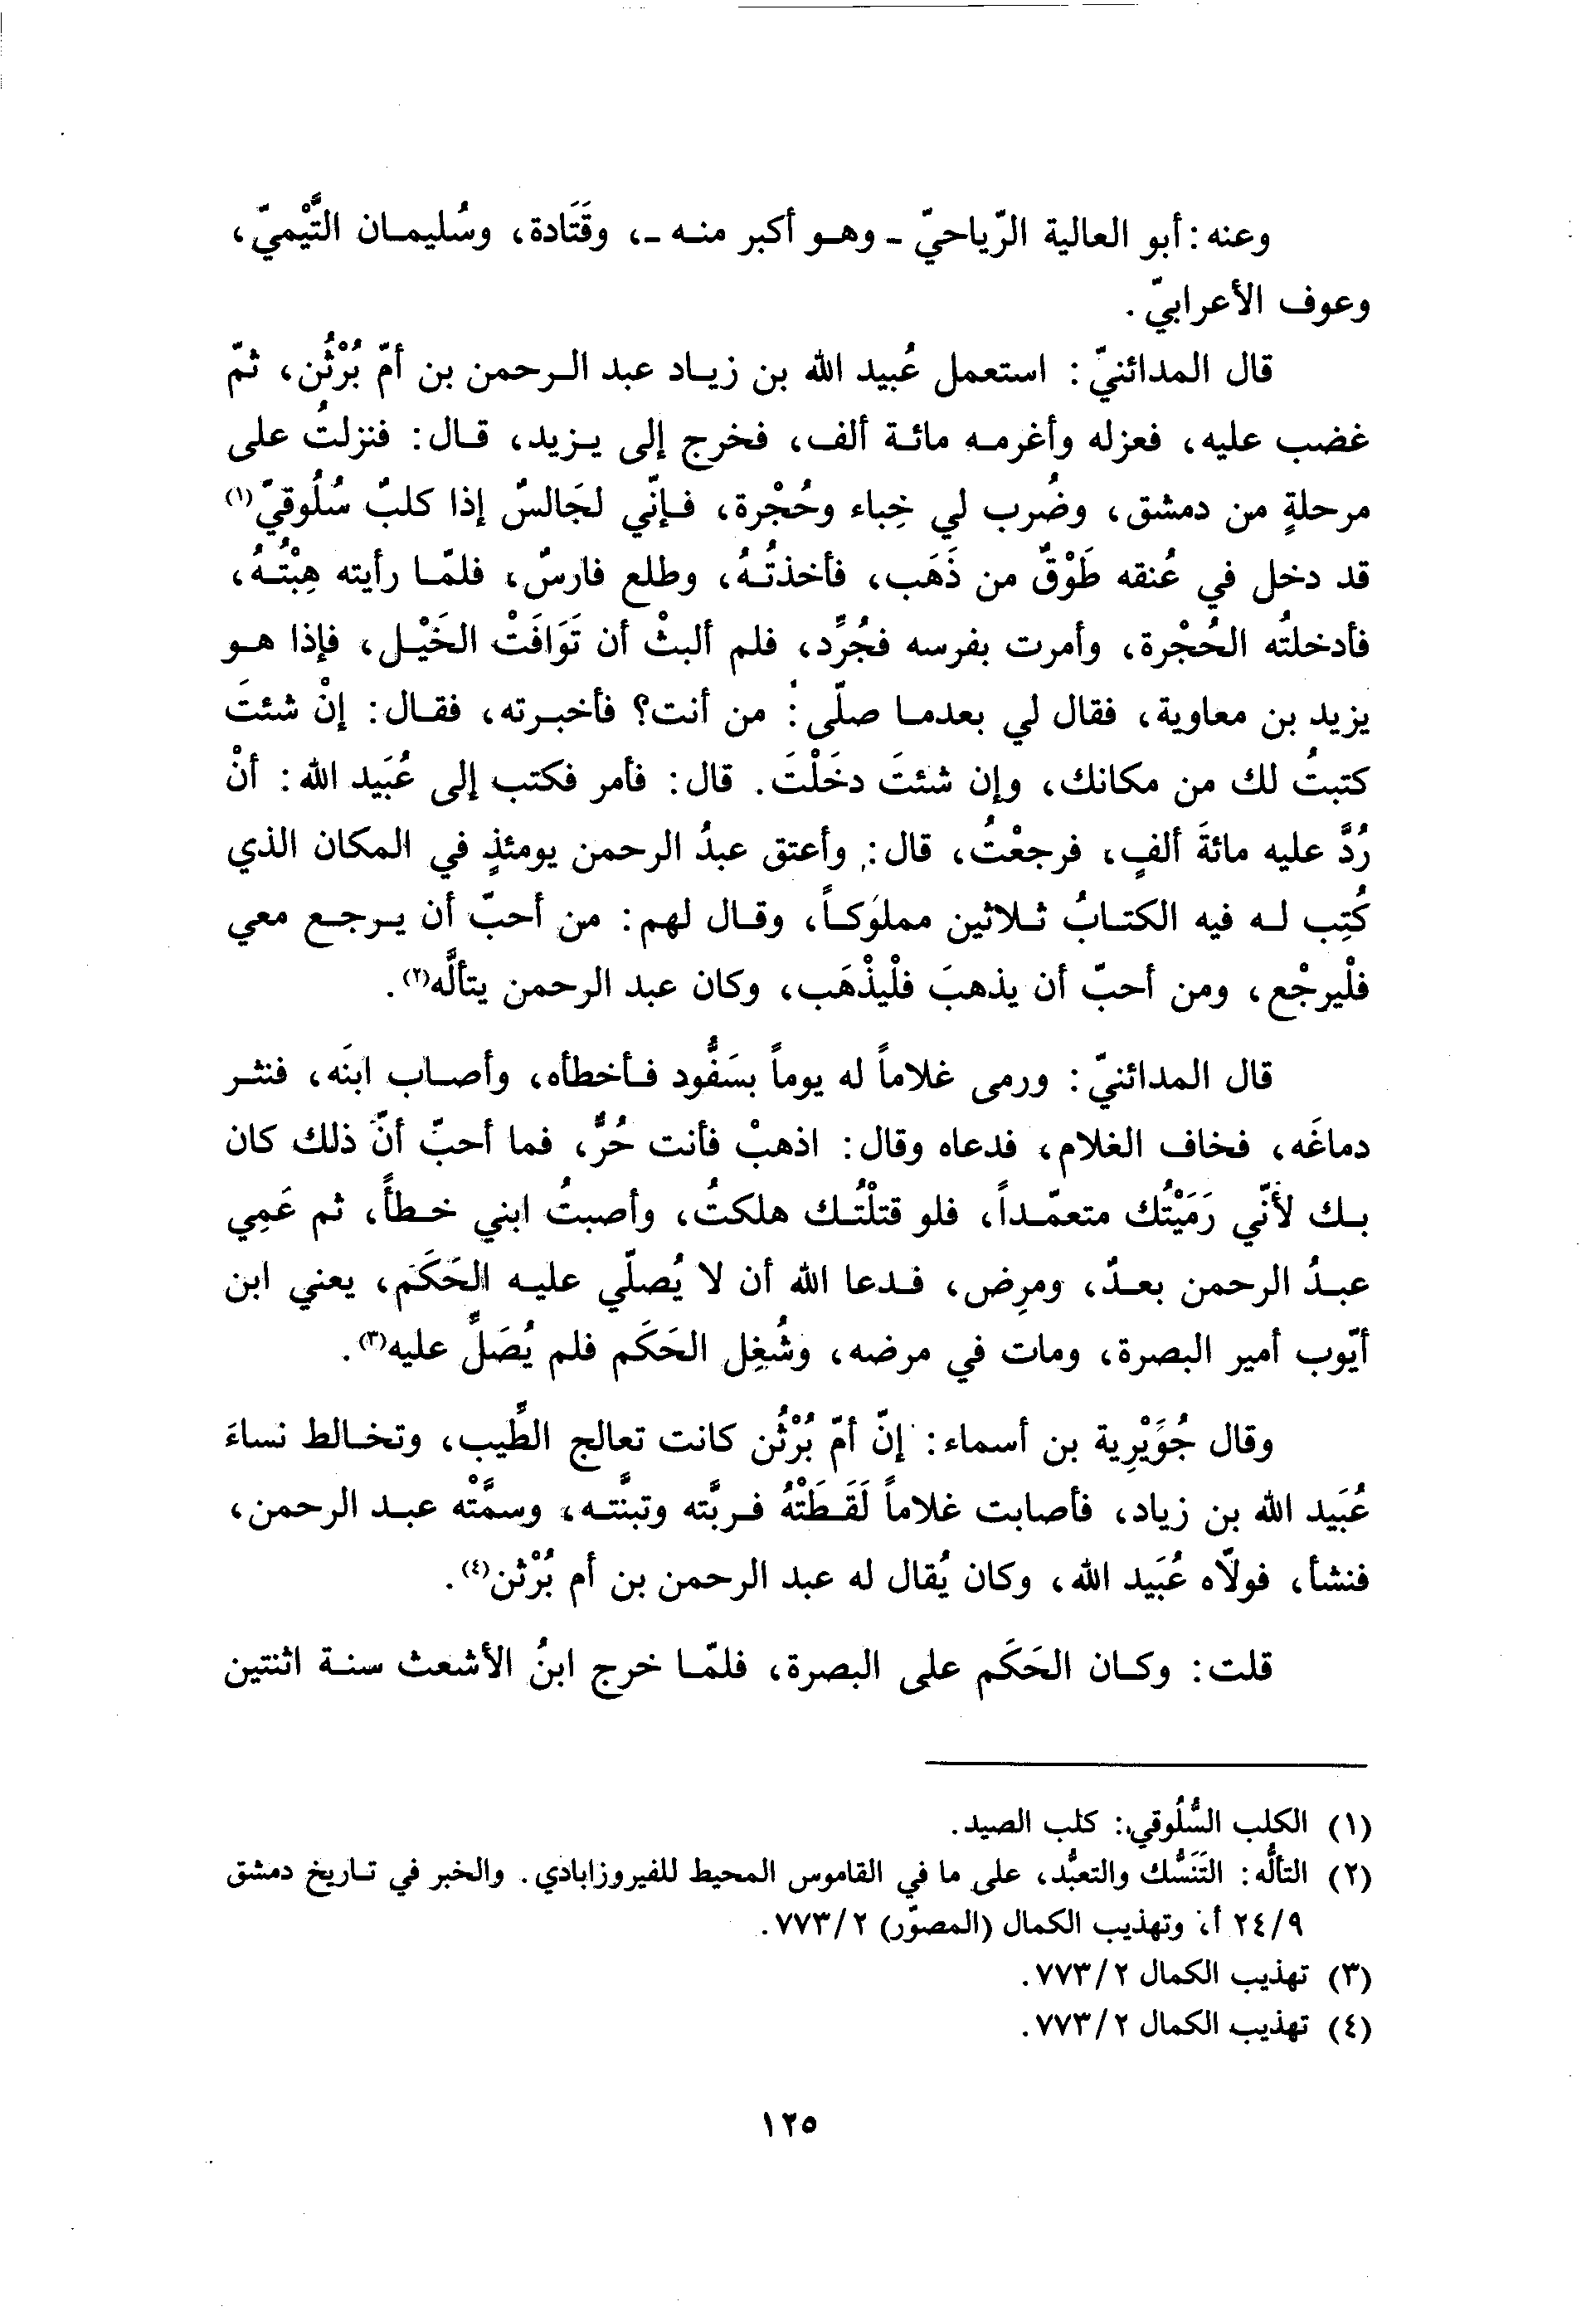 وعنه: أبو العالية الرّياحيّ - وهو أكبر منه -، وقَتَادة، وسُليمان التَّيْميّ،
وعوف الأعرابيّ.
قال المدائنيّ: استعمل عُبيد الله بن زياد عبد الرحمن بن أمّ بُرْثُن، ثمّ
غضب عليه، فعزله وأغرمه مائة ألف، فخرج إلى يزيد، قال: فنزلتُ على
مرحلةٍ من دمشق، وضُرب لي خِباء وحُجْرة، فإنّي لجَالسٌ إذا كلبٌ سُلُوقيّ(١)
قد دخل في عُنقه طَوْقٌ من ذَهَب، فأخذتُهُ، وطلع فارسٌ، فلمّا رأيته هِبْتُهُ،
فأدخلتُه الحُجْرة، وأمرت بفرسه فجُرِّد، فلم ألبثْ أن تَوَافَتْ الخَيْل، فإذا هو
يزيد بن معاوية، فقال لي بعدما صلّى: من أنت؟ فأخبرته، فقال: إنْ شئتَ
كتبتُ لك من مكانك، وإن شئتَ دخَلْتَ. قال: فأمر فكتب إلى عُبَيد الله: أنْ
رُدَّ عليه مائةَ ألفٍ، فرجعْتُ، قال: وأعتق عبدُ الرحمن يومئذٍ في المكان الذي
كُتِب له فيه الكتابُ ثلاثين مملوكاً، وقال لهم: من أحبّ أن يرجع معي
فلْيرجْع، ومن أحبّ أن يذهبَ فلْيذْهَب، وكان عبد الرحمن يتألَّه(٢).
قال المدائنيّ: ورمى غلاماً له يوماً بسَفُّود فأخطأه، وأصاب ابنَه، فنثر
دماغَه، فخاف الغلام، فدعاه وقال: اذهبْ فأنت حُرٌّ، فما أحبّ أنّ ذلك كان
بك لأنّي رَمَيْتُك متعمّداً، فلو قتلْتُك هلكتُ، وأصبتُ ابني خطأً، ثم عَمِي
عبدُ الرحمن بعدُ، ومرِض، فدعا الله أن لا يُصلّي عليه الحَكَم، يعني ابن
أيّوب أمير البصرة، ومات في مرضه، وشُغِل الحَكَم فلم يُصَلِّ عليه(٣).
وقال جُوَيْرِية بن أسماء: إنّ أمّ بُرْثُن كانت تعالج الطِّيب، وتخالط نساءَ
عُبَيد الله بن زياد، فأصابت غلاماً لَقَطَتْهُ فربَّته وتبنَّته، وسمَّتْه عبد الرحمن،
فنشأ، فولّاه عُبَيد الله، وكان يُقال له عبد الرحمن بن أم بُرْثن(٤).
قلت: وكان الحَكَم على البصرة، فلمّا خرج ابنُ الأشعث سنة اثنتين
(١) الكلب السُّلُوقي: كلب الصيد.
(٢) التألُّه: التَنَسُّك والتعبُّد، على ما في القاموس المحيط للفيروزابادي. والخبر في تاريخ دمشق
٢٤/٩ أ، وتهذيب الكمال (المصوّر) ٧٧٣/٢.
(٣) تهذيب الكمال ٧٧٣/٢.
(٤) تهذيب الكمال ٧٧٣/٢.
١٢٥